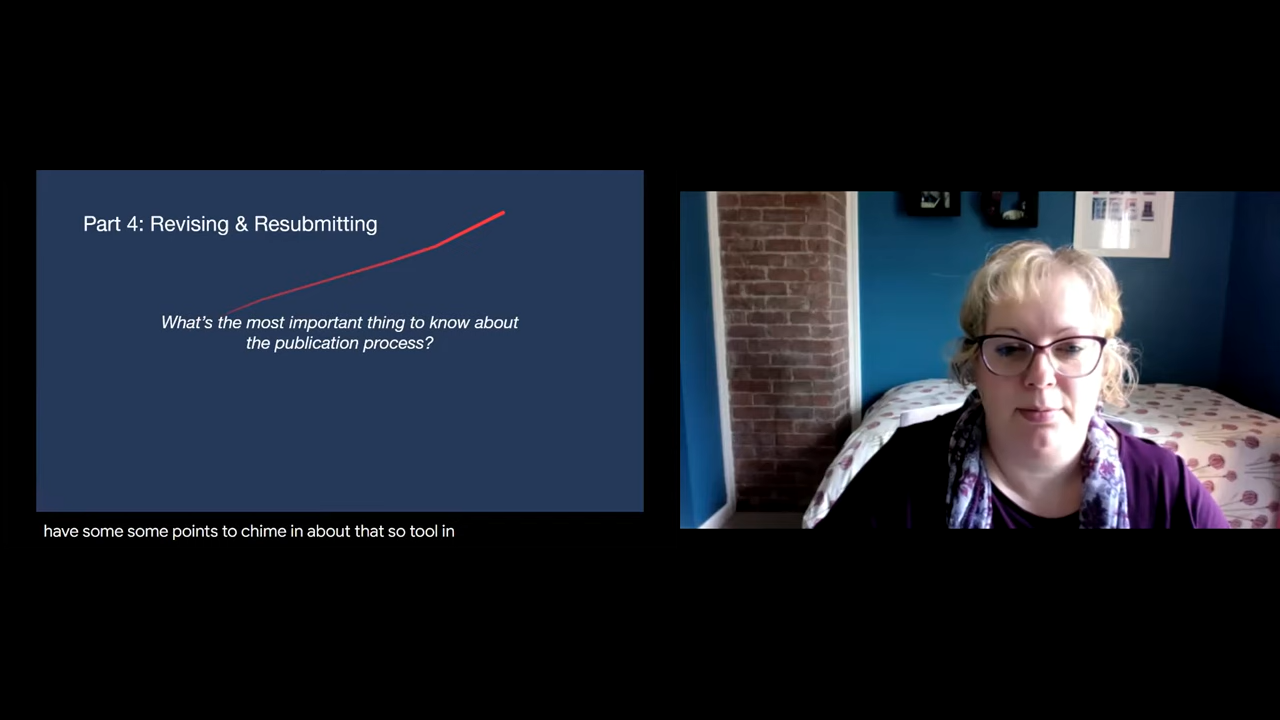 Part 4: Revising & Resubmitting
What's the most important thing to know about
the publication process?
have some some points to chime in about that so tool in